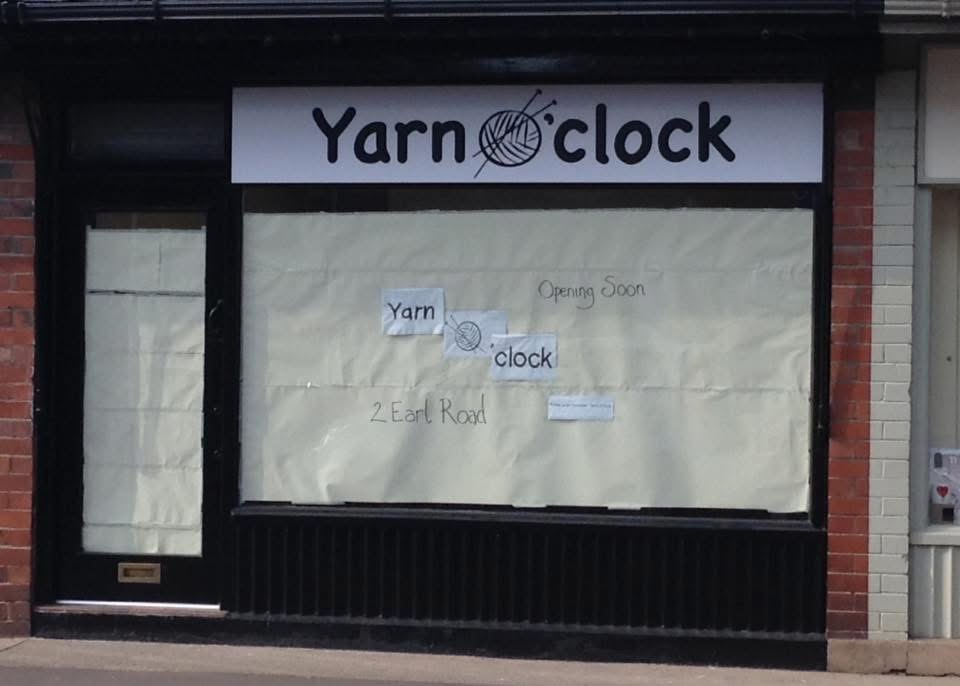 Yarn O'clock
Opening Soon
Yarn
'clock
2 Earl Road